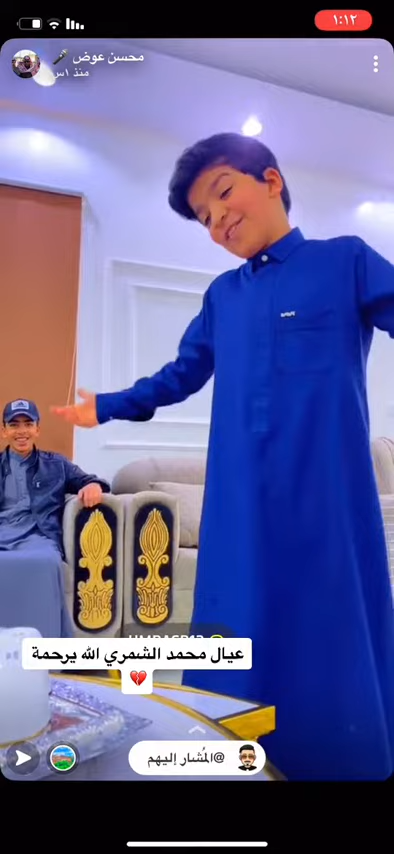 ١:١٢
محسن عوض 🎤
منذ ١س
عيال محمد الشمري الله يرحمة
💔
@المُشار إليهم